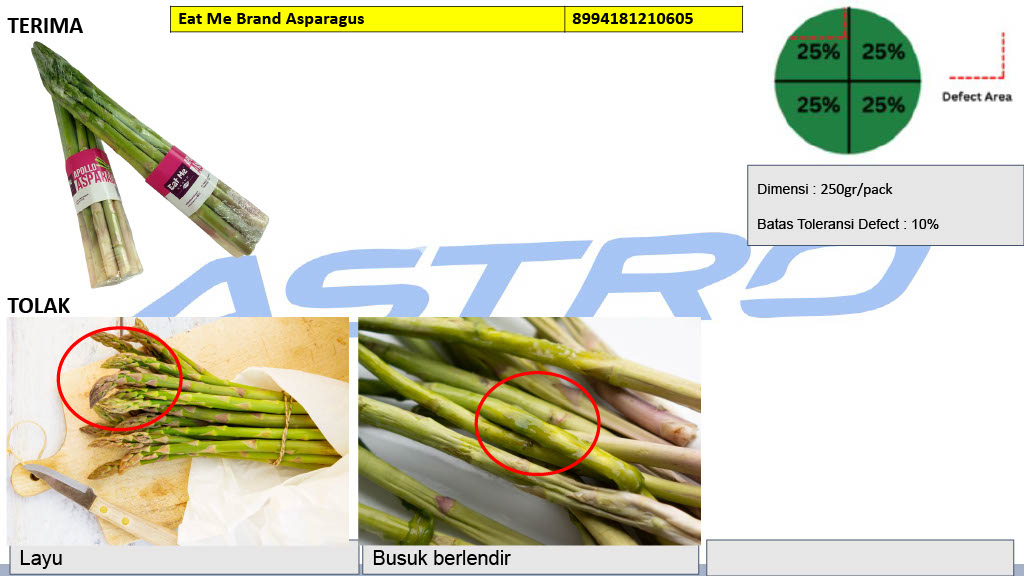 TERIMA
Eat Me Brand Asparagus 8994181210605
25% 25%
25% 25%
Defect Area
APOLLO
ASPARA
Eat Me
Dimensi : 250gr/pack
Batas Toleransi Defect : 10%
ASTRO
TOLAK
Layu
Busuk berlendir